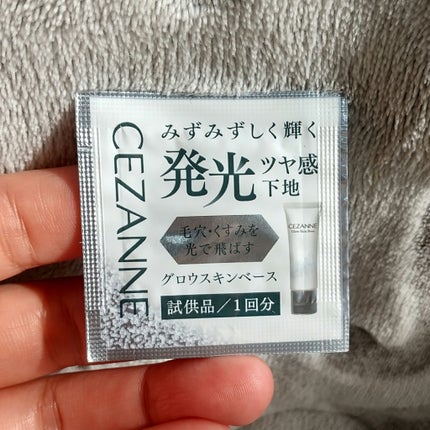 CEZANNE
みずみずしく輝く
発光ツヤ感下地
毛穴・くすみを
光で飛ばす
グロウスキンベース
試供品/1回分
CEZANNE